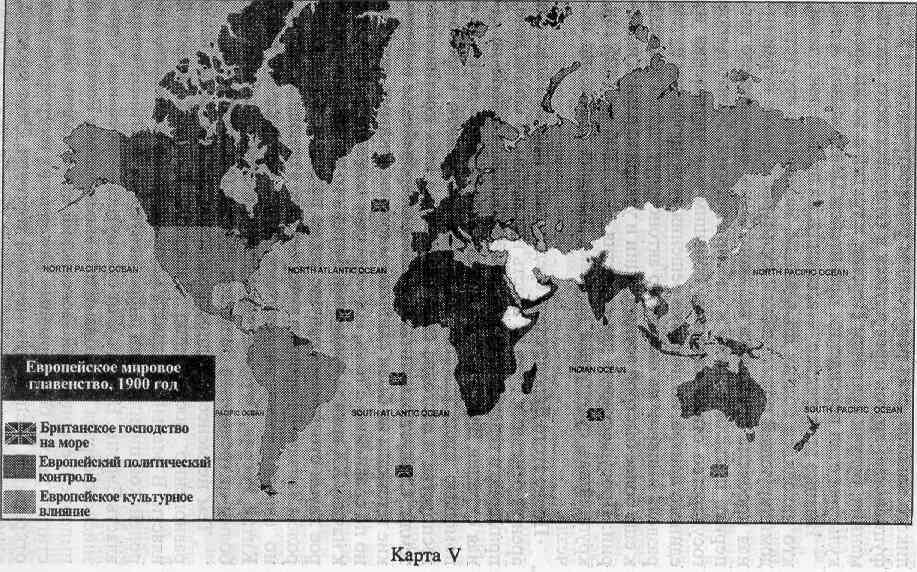 NORTH PACIFIC OCEAN
NORTH ATLANTIC OCEAN
NORTH PACIFIC OCEAN
INDIAN OCEAN
PACIFIC OCEAN
SOUTH ATLANTIC OCEAN
SOUTH PACIFIC OCEAN
Европейское мировое
главенство, 1900 год
Британское господство
на море
Европейский политический
контроль
Европейское культурное
влияние
Карта V